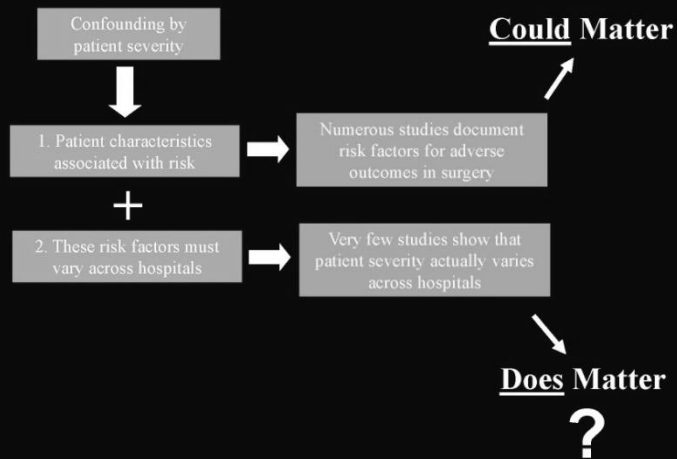 Confounding by
patient severity
Could Matter
1. Patient characteristics
associated with risk
Numerous studies document
risk factors for adverse
outcomes in surgery
+
2. These risk factors must
vary across hospitals
Very few studies show that
patient severity actually varies
across hospitals
Does Matter
?